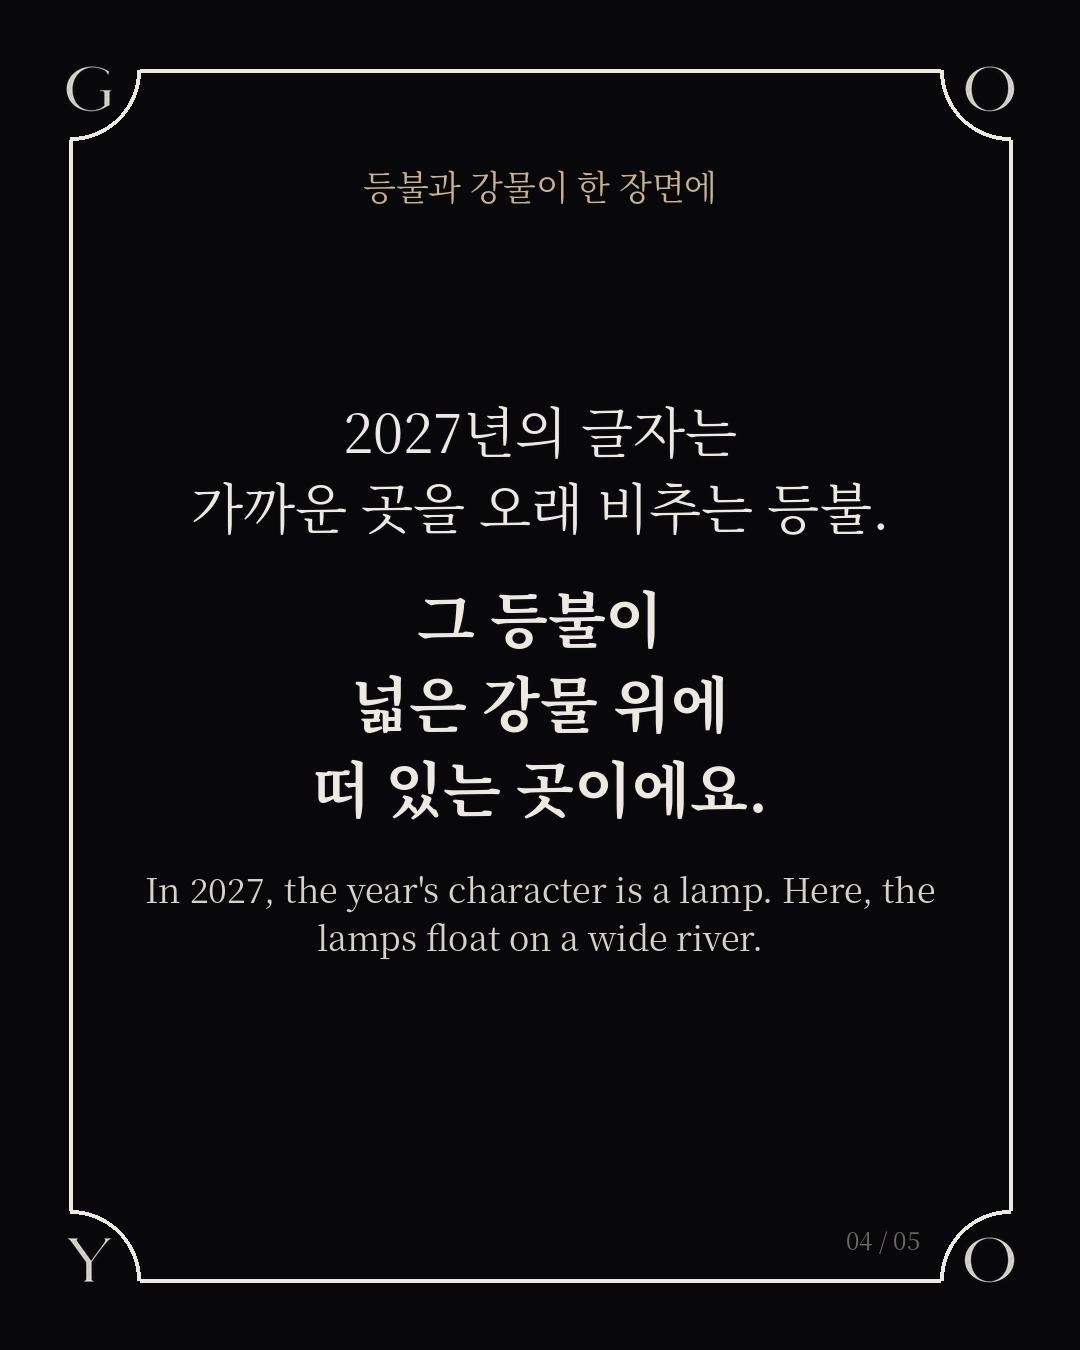 G O
등불과 강물이 한 장면에
2027년의 글자는
가까운 곳을 오래 비추는 등불.
그 등불이
넓은 강물 위에
떠 있는 곳이에요.
In 2027, the year's character is a lamp. Here, the
lamps float on a wide river.
04 / 05
Y O